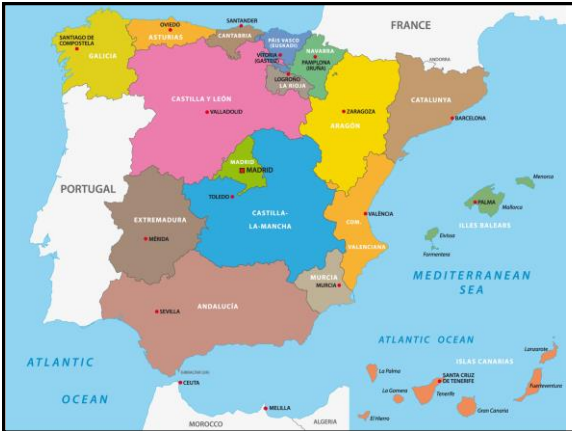 FRANCE
SANTANDER
OVIEDO
ASTURIAS
CANTABRIA
SANTIAGO DE
COMPOSTELA
GALICIA
PAÍS VASCO
(EUSKADI)
VITORIA
(GASTEIZ)
NAVARRA
PAMPLONA
(IRUÑA)
ANDORRA
LOGROÑO
LA RIOJA
CASTILLA Y LEÓN
VALLADOLID
ZARAGOZA
ARAGÓN
CATALUNYA
BARCELONA
MADRID
MADRID
PORTUGAL
TOLEDO
CASTILLA-
LA-MANCHA
EXTREMADURA
MÉRIDA
VALÈNCIA
COM.
VALENCIANA
Menorca
PALMA
Mallorca
ILLES BALEARS
Eivissa
Formentera
MEDITERRANEAN
SEA
MURCIA
MURCIA
ANDALUCÍA
SEVILLA
ATLANTIC
OCEAN
GIBRALTAR (UK)
CEUTA
MELILLA
MOROCCO
ALGERIA
ATLANTIC OCEAN
ISLAS CANARIAS
Lanzarote
La Palma
SANTA CRUZ
DE TENERIFE
Fuerteventura
La Gomera
Tenerife
El Hierro
Gran Canaria